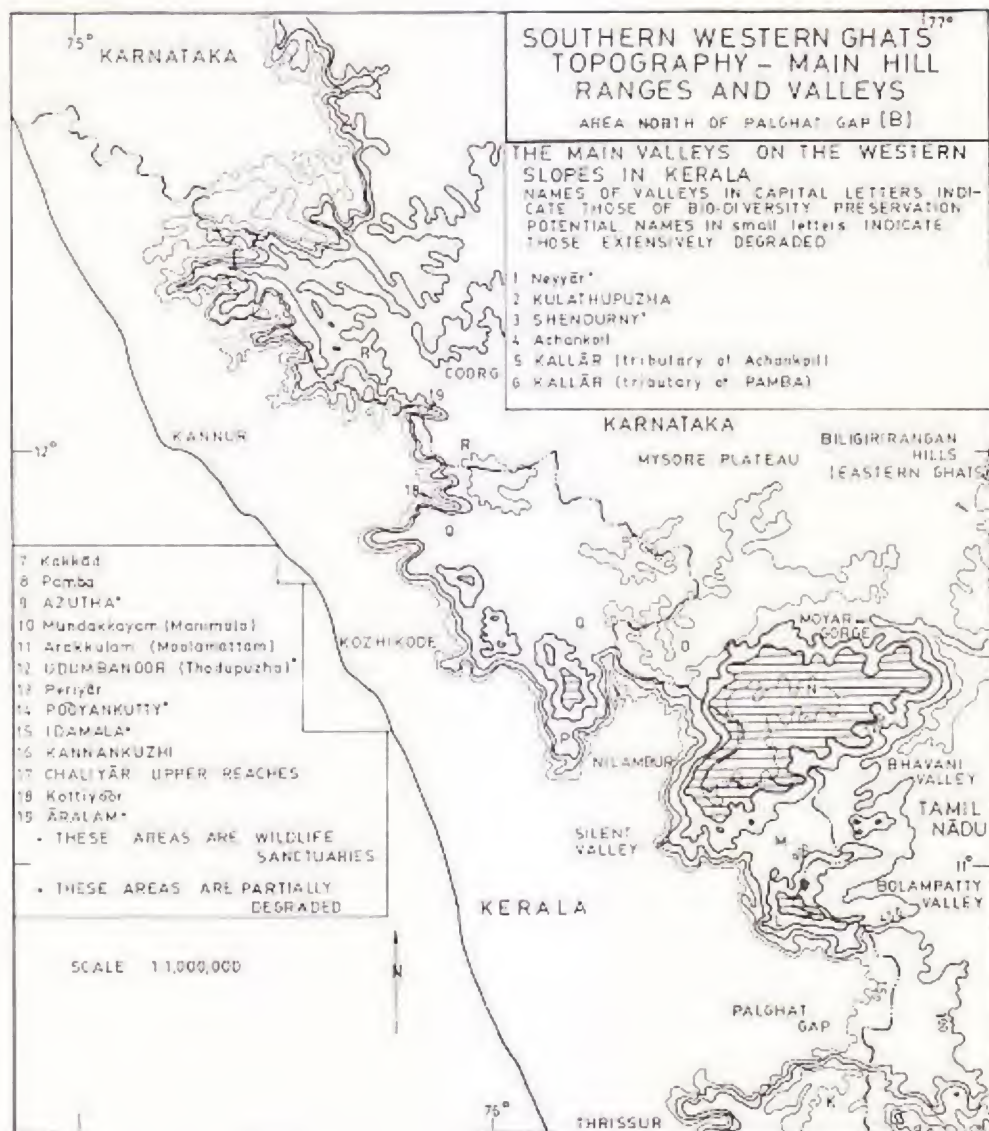 75°
77°
KARNATAKA
SOUTHERN WESTERN GHATS
TOPOGRAPHY – MAIN HILL
RANGES AND VALLEYS
AREA NORTH OF PALGHAT GAP (B)
THE MAIN VALLEYS ON THE WESTERN
SLOPES IN KERALA
NAMES OF VALLEYS IN CAPITAL LETTERS INDI-
CATE THOSE OF BIO-DIVERSITY PRESERVATION
POTENTIAL, NAMES IN small letters INDICATE
THOSE EXTENSIVELY DEGRADED
1 Neyyār*
2 KULATHUPUZHA
3 SHENDURNY*
4 Achankoil
5 KALLĀR (tributary of Achankoil)
6 KALLĀR (tributary of PAMBA)
R
COORG
19
KANNUR
12°
R
KARNATAKA
MYSORE PLATEAU
BILIGIRIRANGAN
HILLS
(EASTERN GHATS)
18
Q
7 Kakkād
8 Pamba
9 AZUTHA*
10 Mundakkayam (Manimala)
11 Arakkulam (Moolamattam)
12 UDUMBANOOR (Thodupuzha)*
13 Periyār
14 POOYANKUTTY*
15 IDAMALA*
16 KANNANKUZHI
17 CHALIYĀR UPPER REACHES
18 Kottiyōōr
19 ĀRALAM*
• THESE AREAS ARE WILDLIFE
SANCTUARIES
• THESE AREAS ARE PARTIALLY
DEGRADED
KOZHIKODE
Q
O
MOYAR
GORGE
N
P
NILAMBUR
BHAVANI
VALLEY
SILENT
VALLEY
M
TAMIL
NĀDU
11°
BOLAMPATTY
VALLEY
KERALA
SCALE 1:1,000,000
N
PALGHAT
GAP
76°
THRISSUR
K